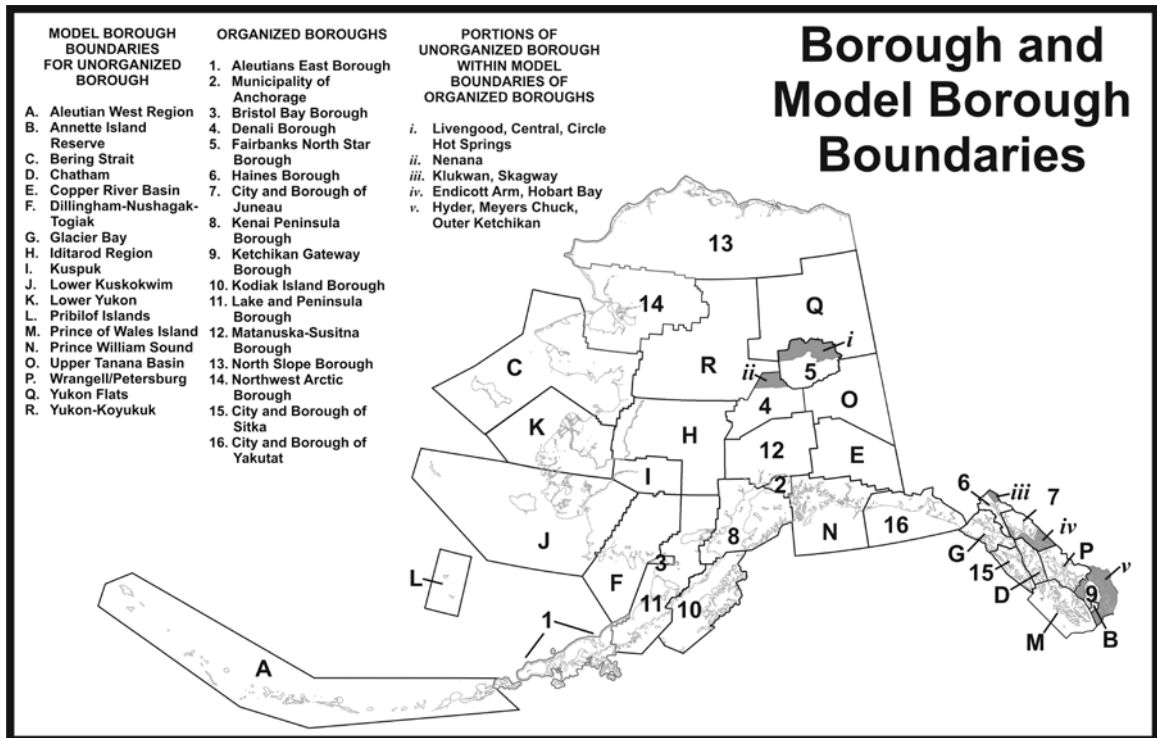 MODEL BOROUGH
BOUNDARIES
FOR UNORGANIZED
BOROUGH
A. Aleutian West Region
B. Annette Island
Reserve
C. Bering Strait
D. Chatham
E. Copper River Basin
F. Dillingham-Nushagak-
Togiak
G. Glacier Bay
H. Iditarod Region
I. Kuspuk
J. Lower Kuskokwim
K. Lower Yukon
L. Pribilof Islands
M. Prince of Wales Island
N. Prince William Sound
O. Upper Tanana Basin
P. Wrangell/Petersburg
Q. Yukon Flats
R. Yukon-Koyukuk
ORGANIZED BOROUGHS
1. Aleutians East Borough
2. Municipality of
Anchorage
3. Bristol Bay Borough
4. Denali Borough
5. Fairbanks North Star
Borough
6. Haines Borough
7. City and Borough of
Juneau
8. Kenai Peninsula
Borough
9. Ketchikan Gateway
Borough
10. Kodiak Island Borough
11. Lake and Peninsula
Borough
12. Matanuska-Susitna
Borough
13. North Slope Borough
14. Northwest Arctic
Borough
15. City and Borough of
Sitka
16. City and Borough of
Yakutat
PORTIONS OF
UNORGANIZED BOROUGH
WITHIN MODEL
BOUNDARIES OF
ORGANIZED BOROUGHS
i. Livengood, Central, Circle
Hot Springs
ii. Nenana
iii. Klukwan, Skagway
iv. Endicott Arm, Hobart Bay
v. Hyder, Meyers Chuck,
Outer Ketchikan
Borough and
Model Borough
Boundaries
13
14
Q
i
C
R
ii
5
4
O
K
H
12
E
I
2
6
iii
7
J
8
N
16
iv
G
P
L
3
F
15
v
11
10
D
9
1
M
B
A